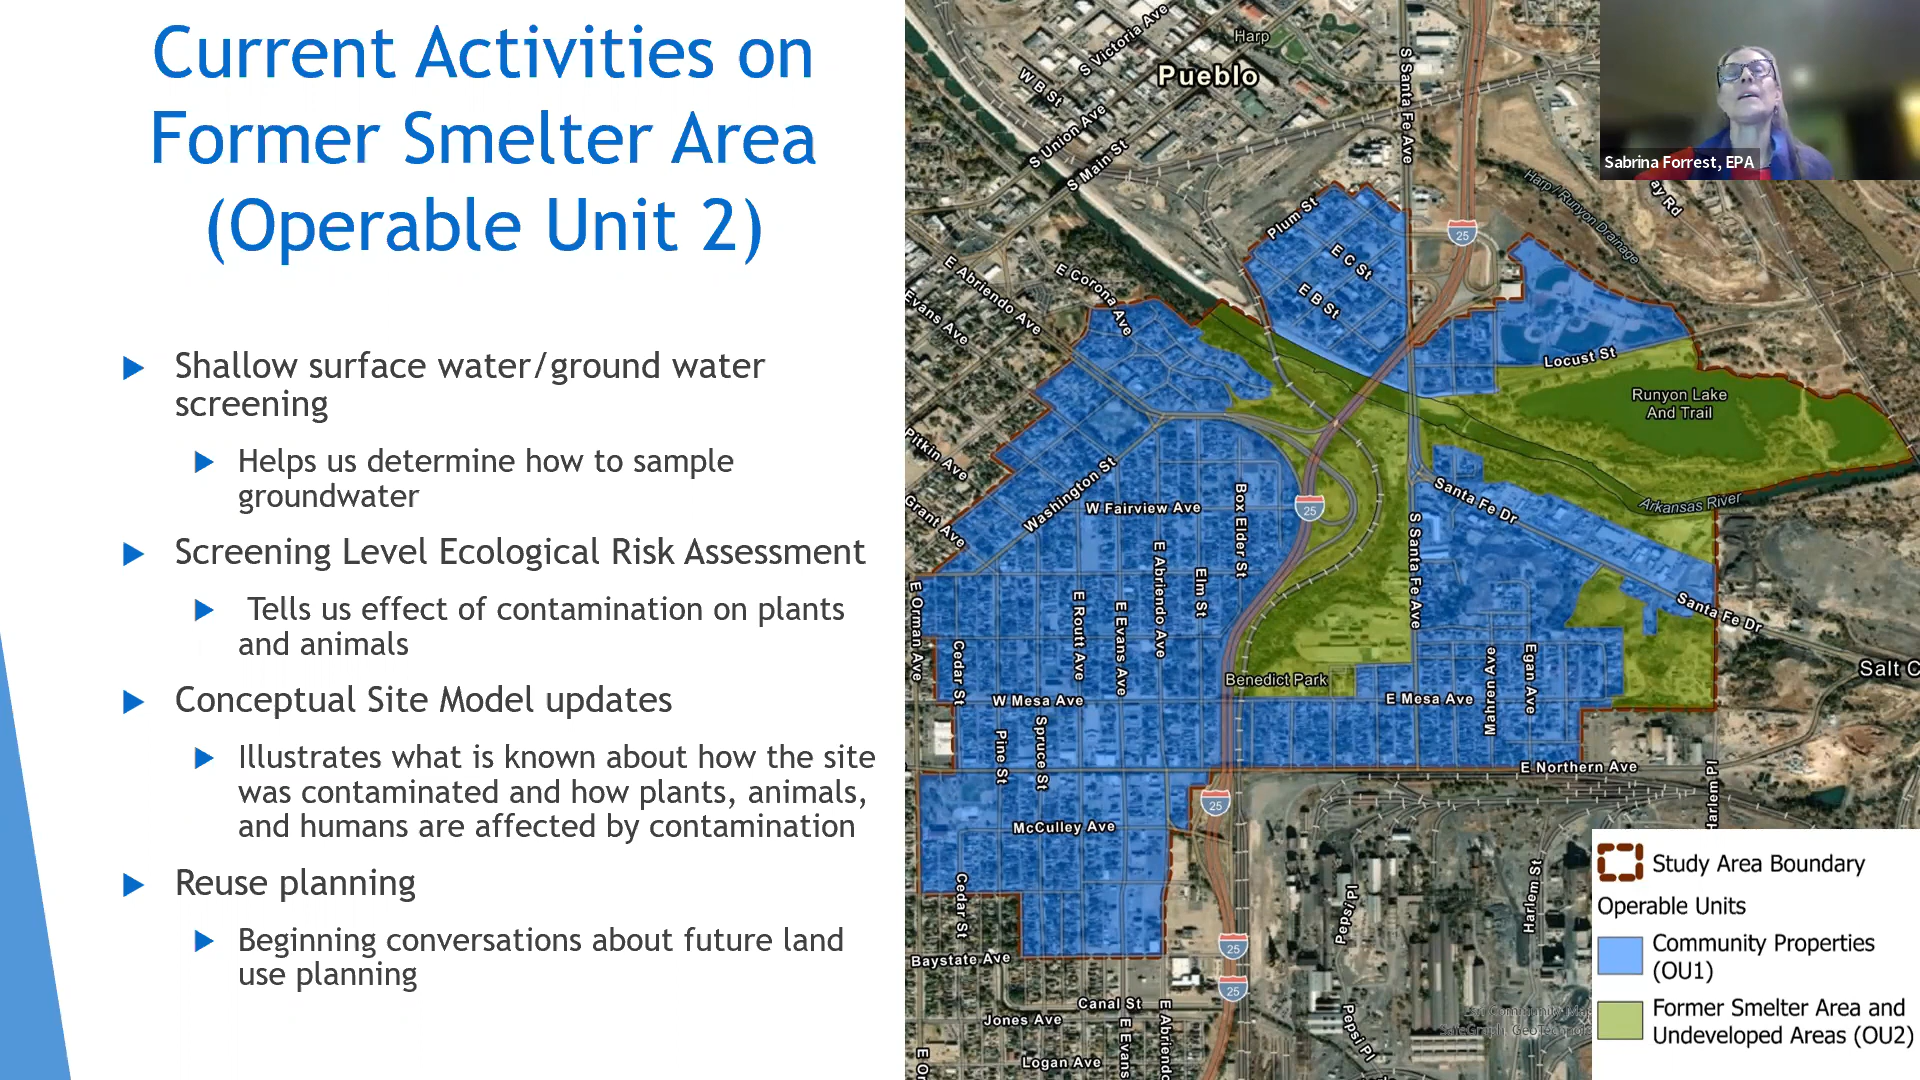 Current Activities on
Former Smelter Area
(Operable Unit 2)
Shallow surface water/ground water
screening
Helps us determine how to sample
groundwater
Screening Level Ecological Risk Assessment
Tells us effect of contamination on plants
and animals
Conceptual Site Model updates
Illustrates what is known about how the site
was contaminated and how plants, animals,
and humans are affected by contamination
Reuse planning
Beginning conversations about future land
use planning
Harp
Pueblo
S Victoria Ave
W B St
S Union Ave
S Main St
S Santa Fe Ave
Sabrina Forrest, EPA
ay Rd
Harp / Runyon Drainage
Plum St
25
E C St
E B St
E Abriendo Ave
E Corona Ave
Evans Ave
Locust St
Runyon Lake
And Trail
Pitkin Ave
Washington St
Grant Ave
W Fairview Ave
Box Elder St
25
Santa Fe Dr
Arkansas River
S Santa Fe Ave
E Orman Ave
E Routt Ave
E Evans Ave
E Abriendo Ave
Elm St
Santa Fe Dr
Cedar St
Benedict Park
Mahren Ave
Egan Ave
Salt C
W Mesa Ave
E Mesa Ave
Pine St
Spruce St
E Northern Ave
Harlem Pl
25
McCulley Ave
Cedar St
Pepsi Pl
Harlem St
25
Baystate Ave
25
Canal St
Jones Ave
E Evans
E Abriendo
Pepsi Pl
Logan Ave
E Or
Study Area Boundary
Operable Units
Community Properties
(OU1)
Former Smelter Area and
Undeveloped Areas (OU2)